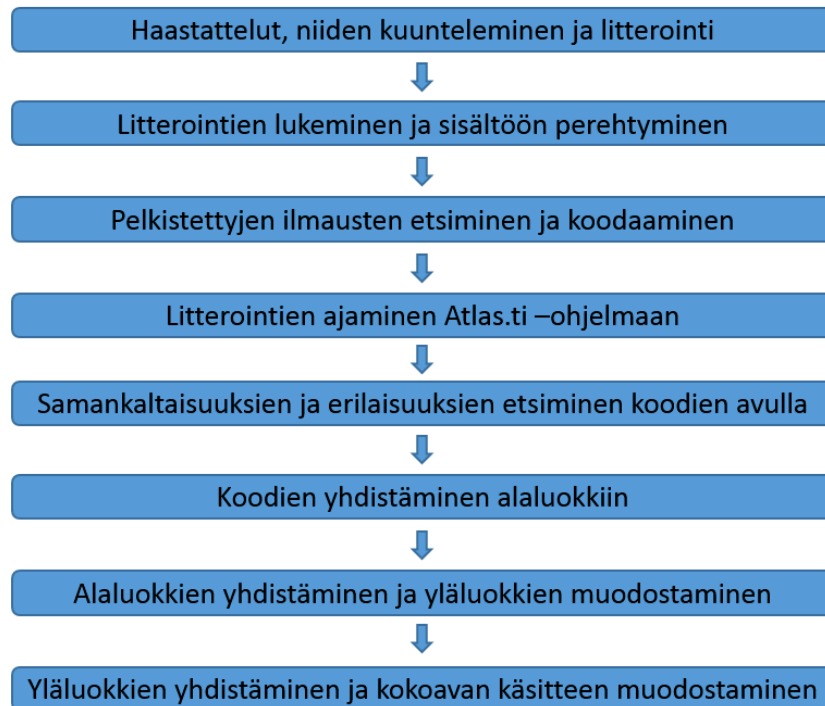 Haastattelut, niiden kuunteleminen ja litterointi
Litterointien lukeminen ja sisältöön perehtyminen
Pelkistettyjen ilmausten etsiminen ja koodaaminen
Litterointien ajaminen Atlas.ti –ohjelmaan
Samankaltaisuuksien ja erilaisuuksien etsiminen koodien avulla
Koodien yhdistäminen alaluokkiin
Alaluokkien yhdistäminen ja yläluokkien muodostaminen
Yläluokkien yhdistäminen ja kokoavan käsitteen muodostaminen